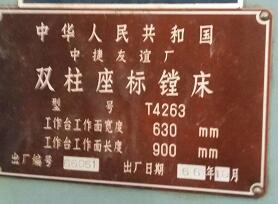 中华人民共和国
中捷友谊厂
双柱座标镗床
型 号 T4263
工作台工作面宽度 630 mm
工作台工作面长度 900 mm
出厂编号 66051 出厂日期 66 月